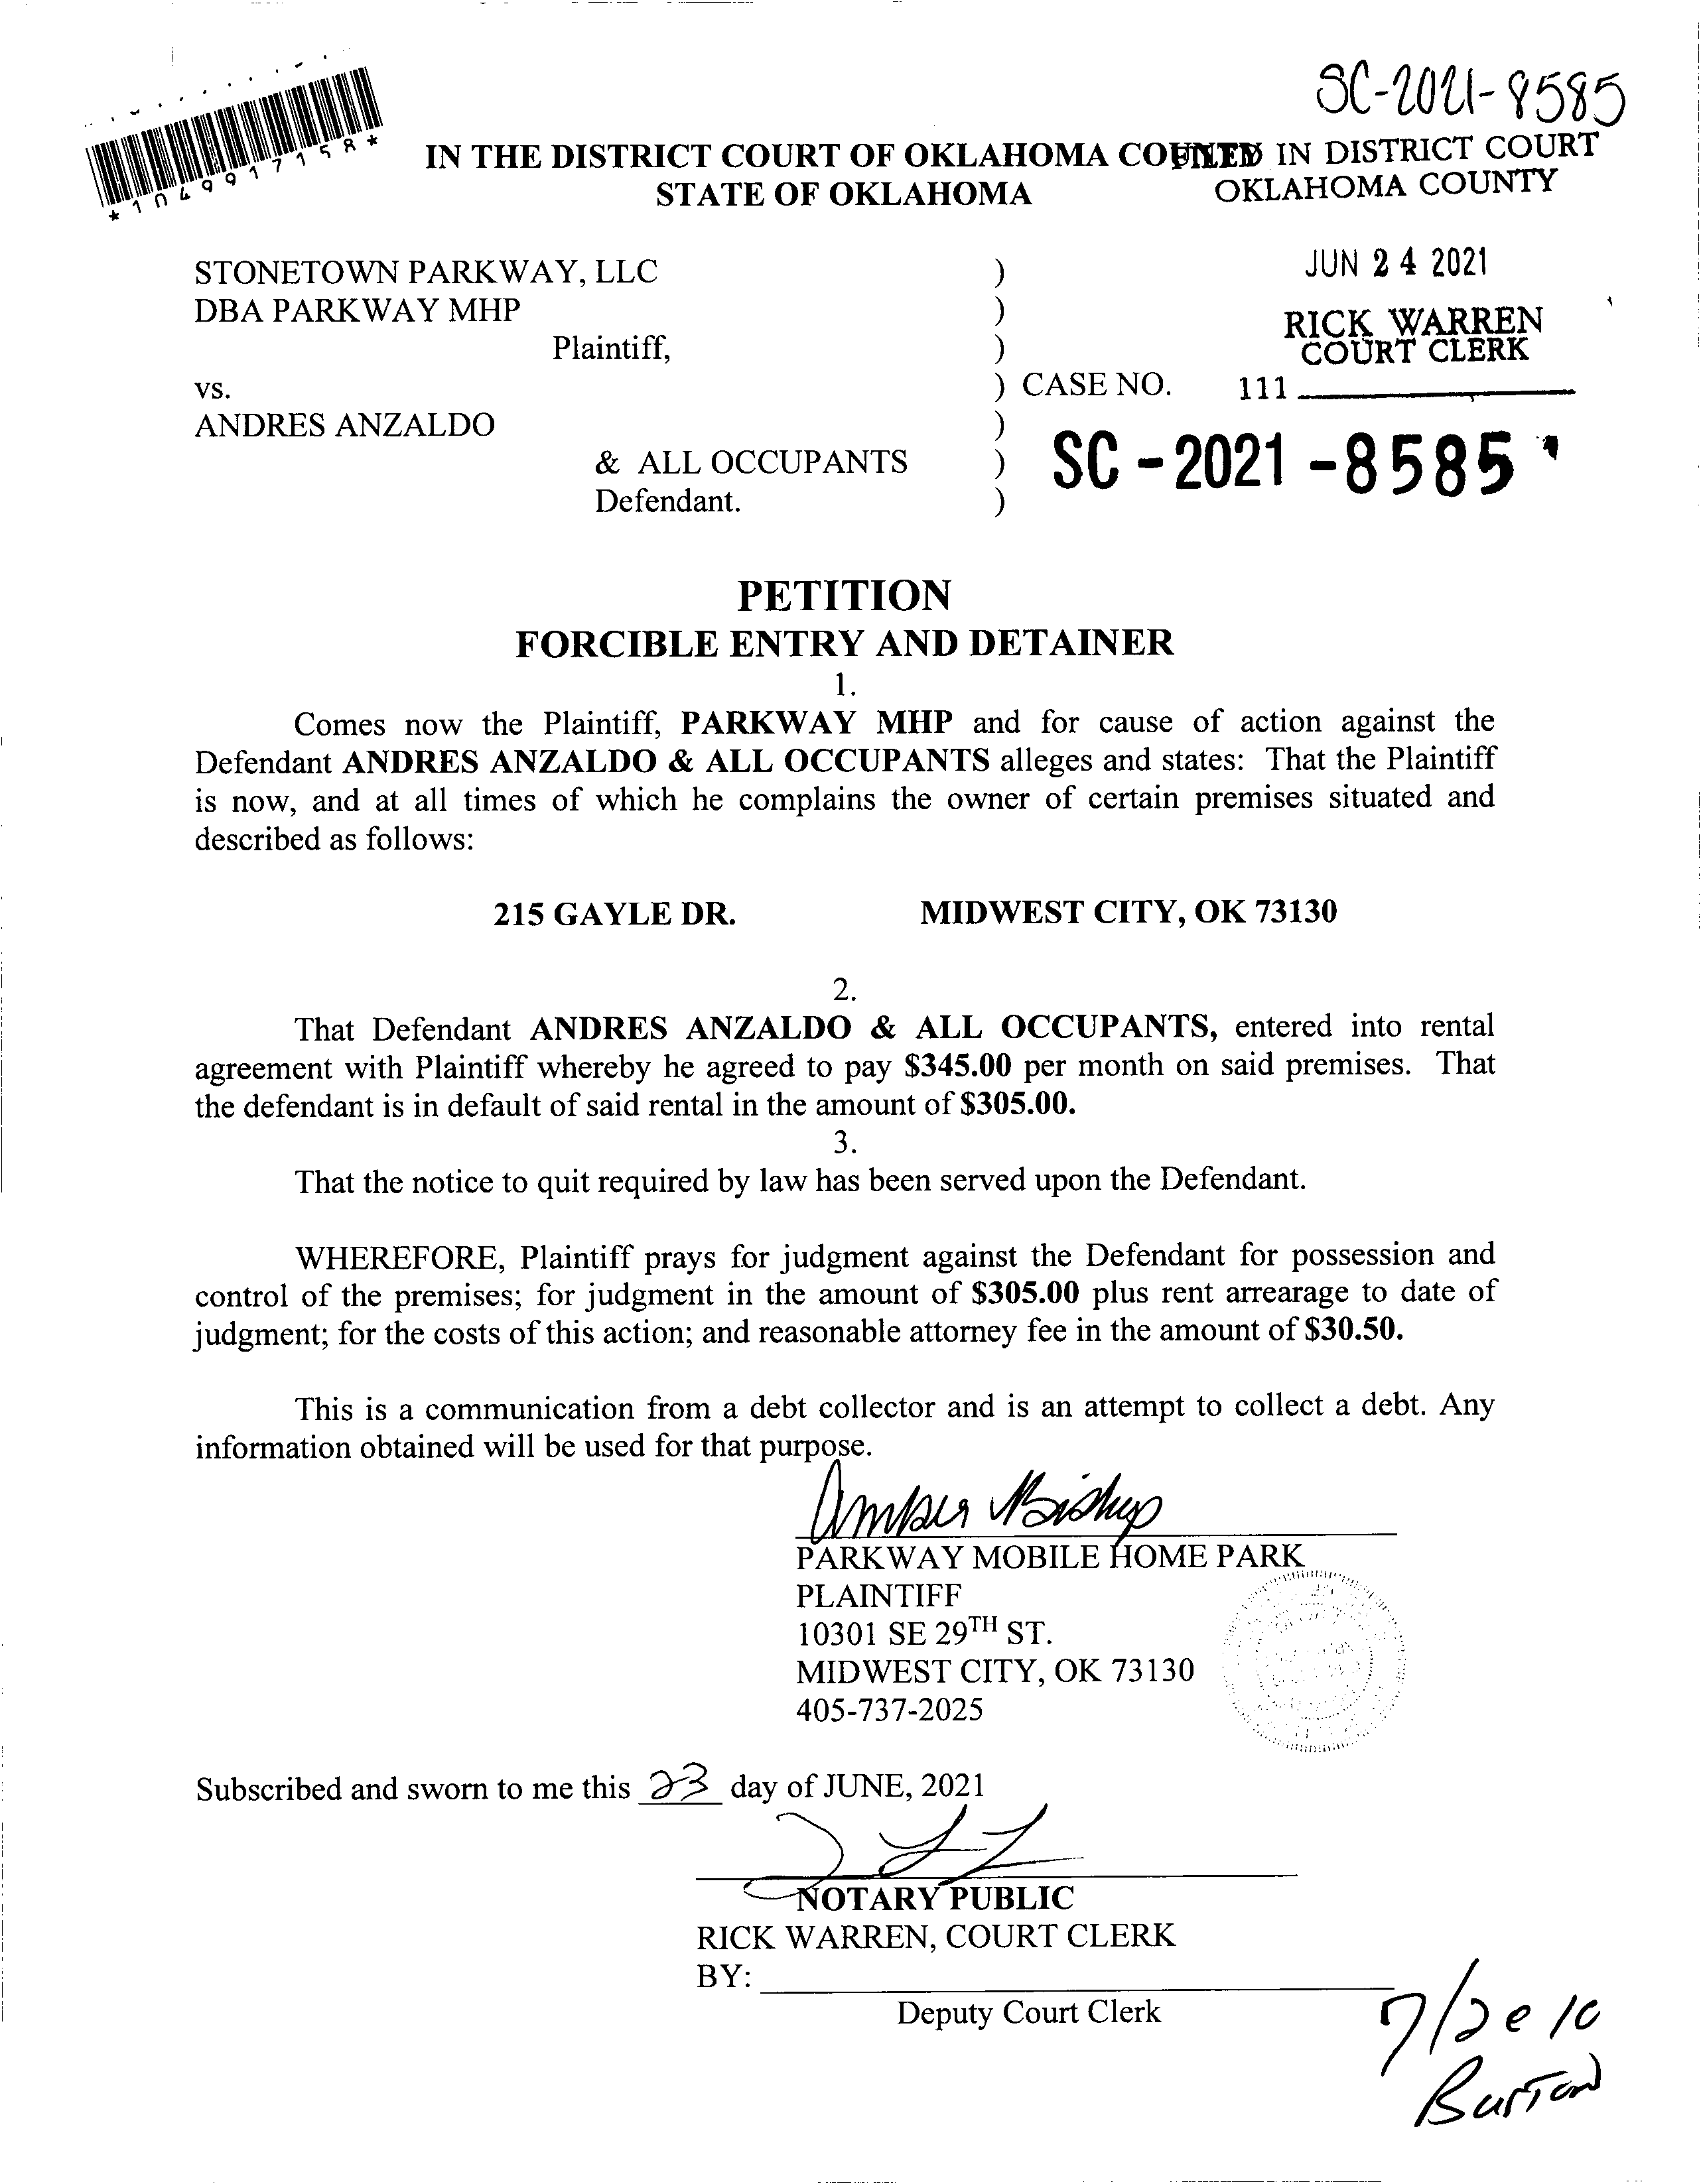 SC-2021-8585
*1049917158*
IN THE DISTRICT COURT OF OKLAHOMA COUNTY
STATE OF OKLAHOMA
FILED IN DISTRICT COURT
OKLAHOMA COUNTY
JUN 24 2021
RICK WARREN
COURT CLERK
111
STONETOWN PARKWAY, LLC )
DBA PARKWAY MHP )
Plaintiff, )
vs. ) CASE NO.
ANDRES ANZALDO )
& ALL OCCUPANTS )
Defendant. )
SC-2021-8585
PETITION
FORCIBLE ENTRY AND DETAINER
1.
Comes now the Plaintiff, PARKWAY MHP and for cause of action against the
Defendant ANDRES ANZALDO & ALL OCCUPANTS alleges and states: That the Plaintiff
is now, and at all times of which he complains the owner of certain premises situated and
described as follows:
215 GAYLE DR. MIDWEST CITY, OK 73130
2.
That Defendant ANDRES ANZALDO & ALL OCCUPANTS, entered into rental
agreement with Plaintiff whereby he agreed to pay $345.00 per month on said premises. That
the defendant is in default of said rental in the amount of $305.00.
3.
That the notice to quit required by law has been served upon the Defendant.
WHEREFORE, Plaintiff prays for judgment against the Defendant for possession and
control of the premises; for judgment in the amount of $305.00 plus rent arrearage to date of
judgment; for the costs of this action; and reasonable attorney fee in the amount of $30.50.
This is a communication from a debt collector and is an attempt to collect a debt. Any
information obtained will be used for that purpose.
Amber Bishop
PARKWAY MOBILE HOME PARK
PLAINTIFF
10301 SE 29TH ST.
MIDWEST CITY, OK 73130
405-737-2025
Subscribed and sworn to me this 23 day of JUNE, 2021
NOTARY PUBLIC
RICK WARREN, COURT CLERK
BY:
Deputy Court Clerk
7/2 e 10
Burton